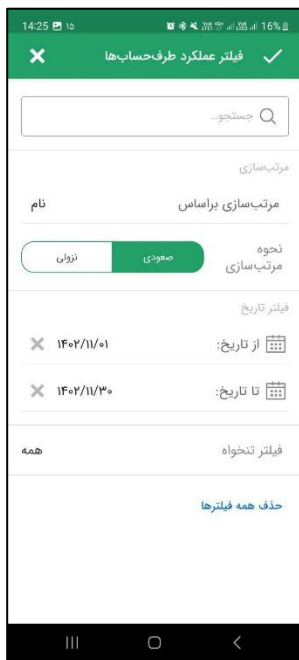 14:25 ۱۵ 16%
فیلتر عملکرد طرف‌حساب‌ها
جستجو...
مرتب‌سازی
مرتب‌سازی براساس نام
نحوه
مرتب‌سازی
صعودی نزولی
فیلتر تاریخ
از تاریخ: ۱۴۰۲/۱۱/۰۱
تا تاریخ: ۱۴۰۲/۱۱/۳۰
فیلتر تنخواه همه
حذف همه فیلترها